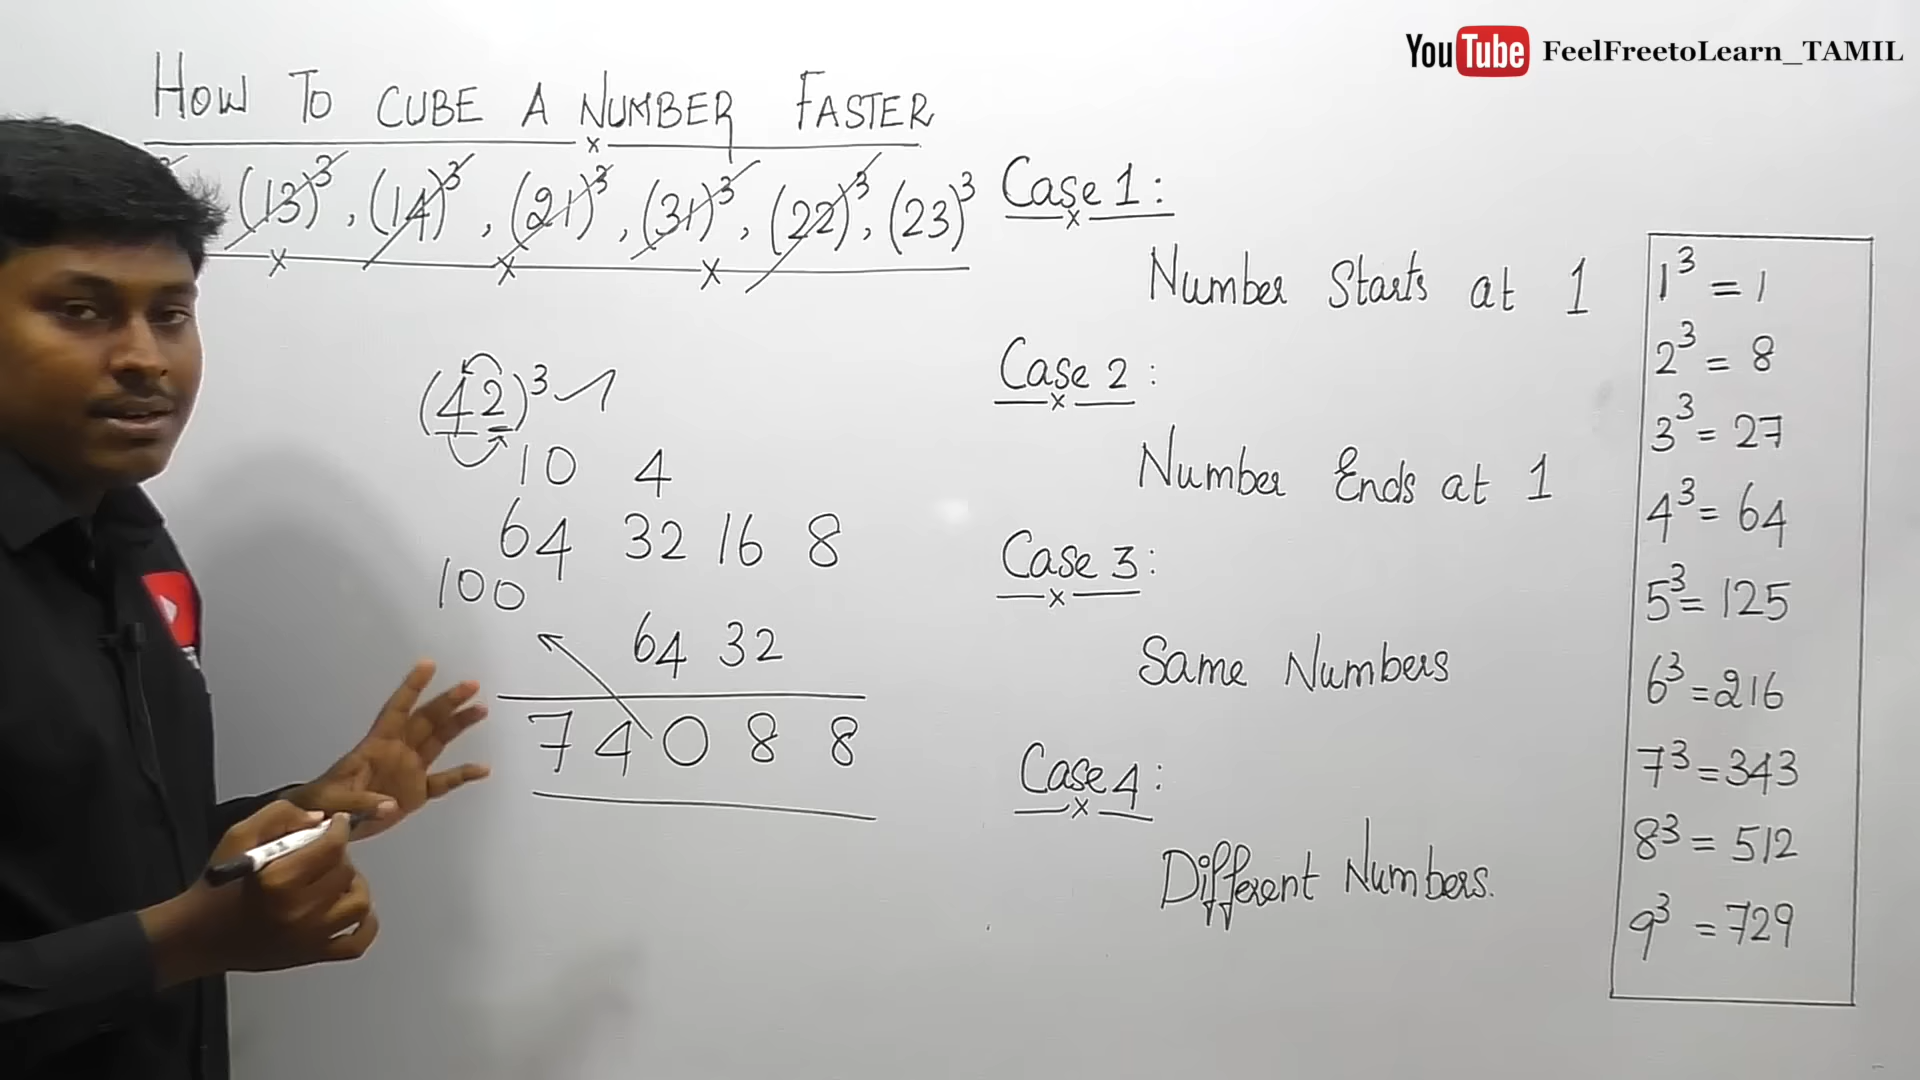 YouTube FeelFreetoLearn_TAMIL
HOW TO CUBE A NUMBER FASTER
(13)³, (14)³, (21)³, (31)³, (22)³, (23)³
(42)³
10 4
64 32 16 8
100
64 32
7 4 0 8 8
Case 1:
Number Starts at 1
Case 2:
Number Ends at 1
Case 3:
Same Numbers
Case 4:
Different Numbers.
1³ = 1
2³ = 8
3³ = 27
4³ = 64
5³ = 125
6³ = 216
7³ = 343
8³ = 512
9³ = 729